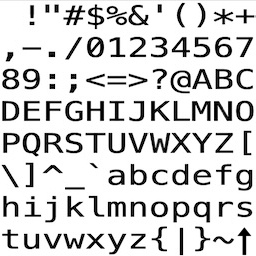 !"#$%&'()*+
,-./01234567
89:;<=>?@ABC
DEFGHIJKLMNO
PQRSTUVWXYZ[
\]^_`abcdefg
hijklmnopqrs
tuvwxyz{|}~↑